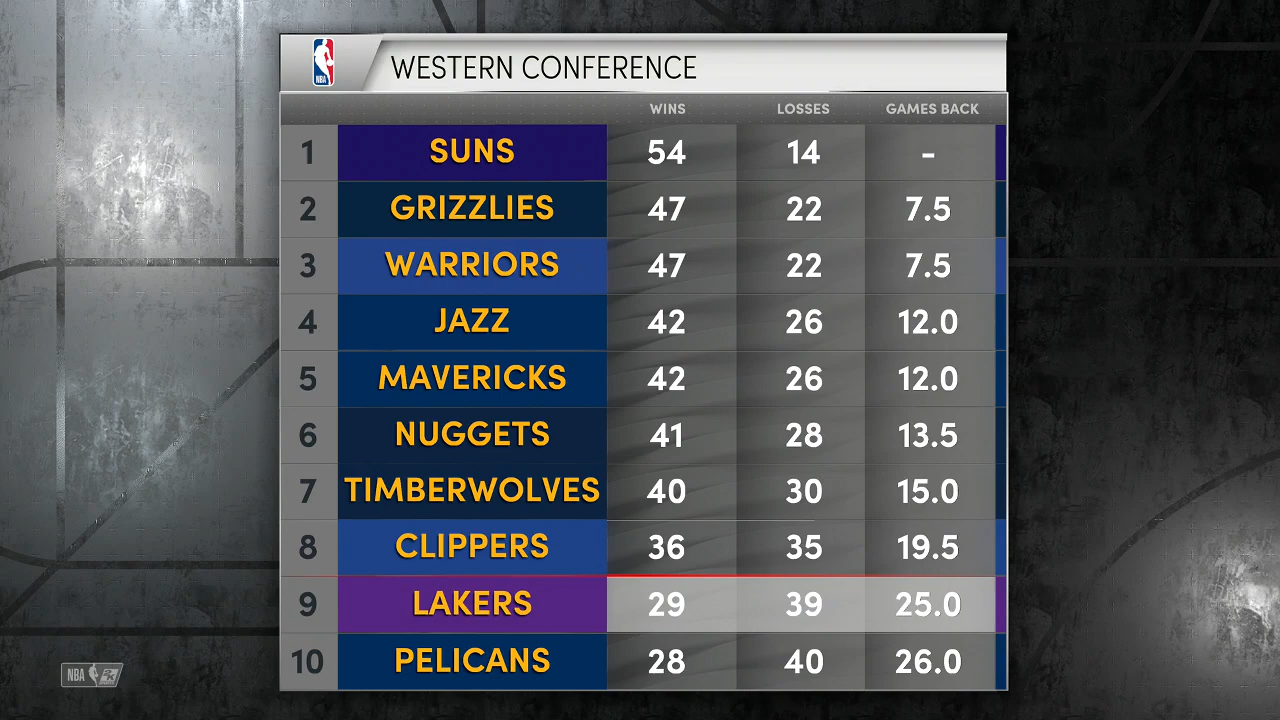 NBA
WESTERN CONFERENCE
WINS LOSSES GAMES BACK
1 SUNS 54 14 -
2 GRIZZLIES 47 22 7.5
3 WARRIORS 47 22 7.5
4 JAZZ 42 26 12.0
5 MAVERICKS 42 26 12.0
6 NUGGETS 41 28 13.5
7 TIMBERWOLVES 40 30 15.0
8 CLIPPERS 36 35 19.5
9 LAKERS 29 39 25.0
10 PELICANS 28 40 26.0
NBA 2K